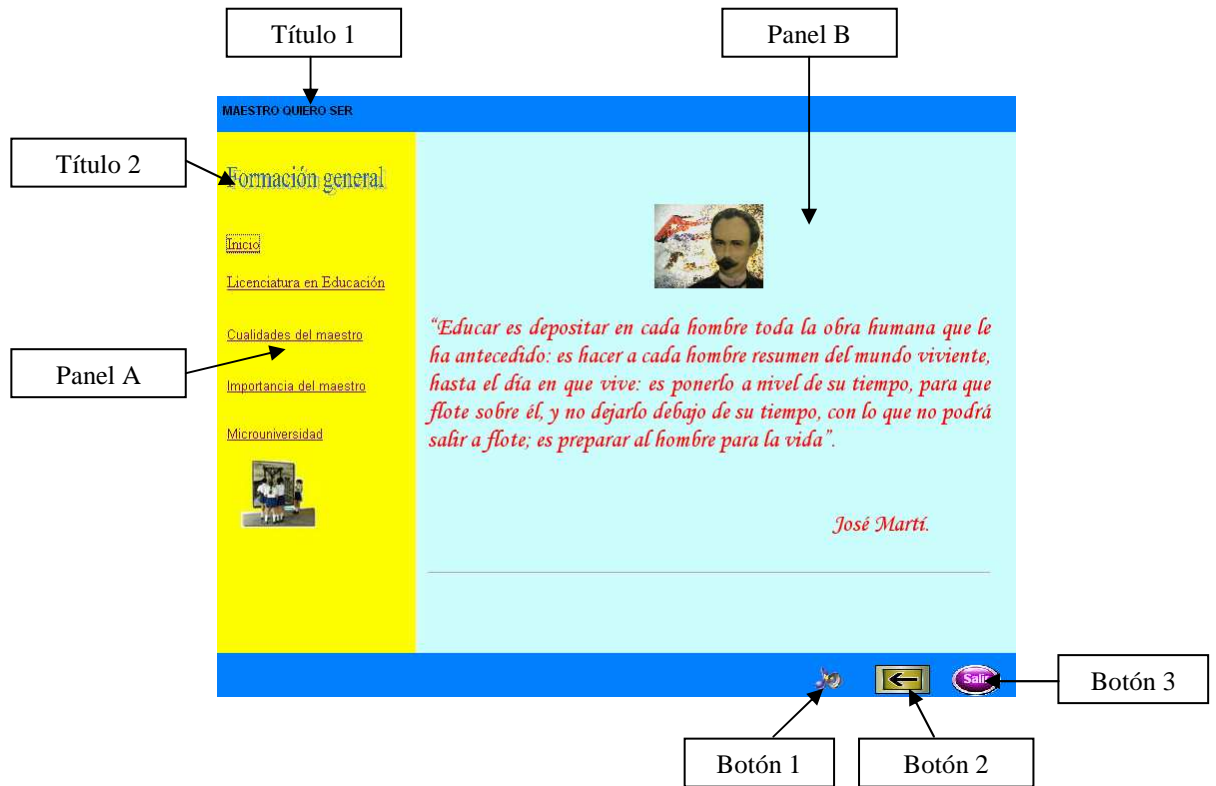 Título 1
Panel B
MAESTRO QUIERO SER
Título 2
Formación general
Inicio
Licenciatura en Educación
Cualidades del maestro
Panel A
Importancia del maestro
Microuniversidad
“Educar es depositar en cada hombre toda la obra humana que le
ha antecedido: es hacer a cada hombre resumen del mundo viviente,
hasta el día en que vive: es ponerlo a nivel de su tiempo, para que
flote sobre él, y no dejarlo debajo de su tiempo, con lo que no podrá
salir a flote; es preparar al hombre para la vida”.
José Martí.
Salir
Botón 3
Botón 1
Botón 2